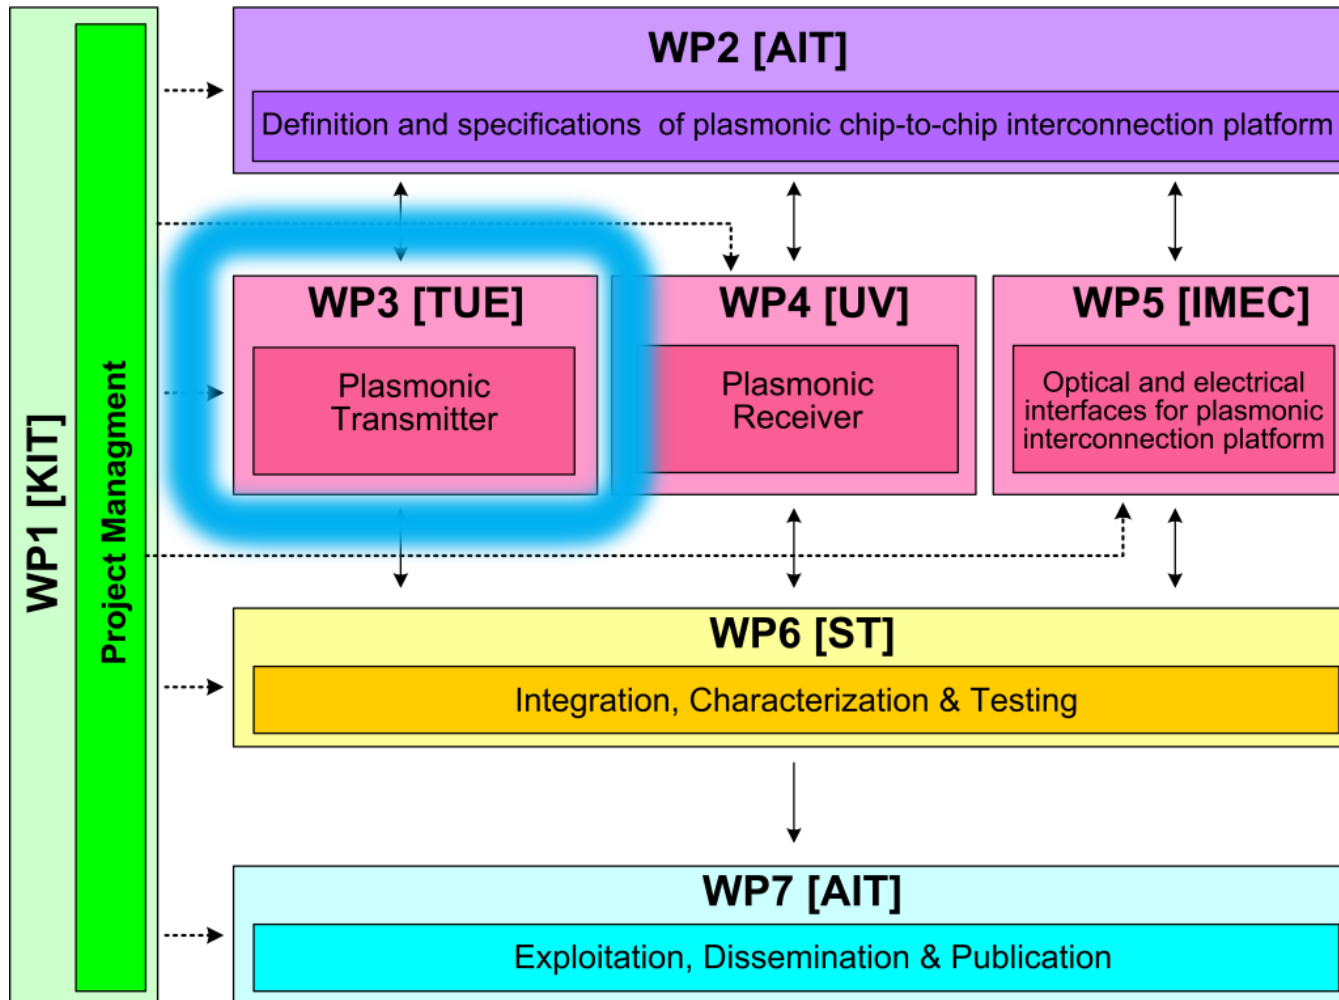 WP1 [KIT]
Project Managment
WP2 [AIT]
Definition and specifications of plasmonic chip-to-chip interconnection platform
WP3 [TUE]
Plasmonic
Transmitter
WP4 [UV]
Plasmonic
Receiver
WP5 [IMEC]
Optical and electrical
interfaces for plasmonic
interconnection platform
WP6 [ST]
Integration, Characterization & Testing
WP7 [AIT]
Exploitation, Dissemination & Publication